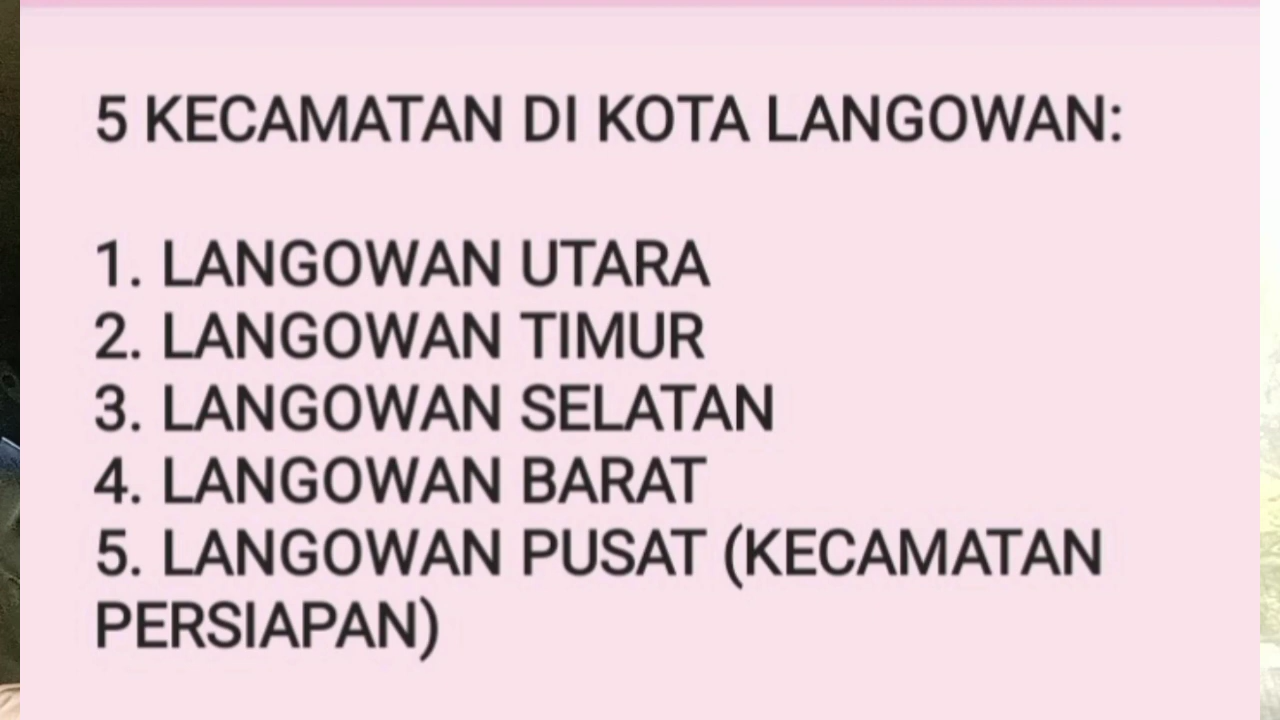 5 KECAMATAN DI KOTA LANGOWAN:
1. LANGOWAN UTARA
2. LANGOWAN TIMUR
3. LANGOWAN SELATAN
4. LANGOWAN BARAT
5. LANGOWAN PUSAT (KECAMATAN
PERSIAPAN)